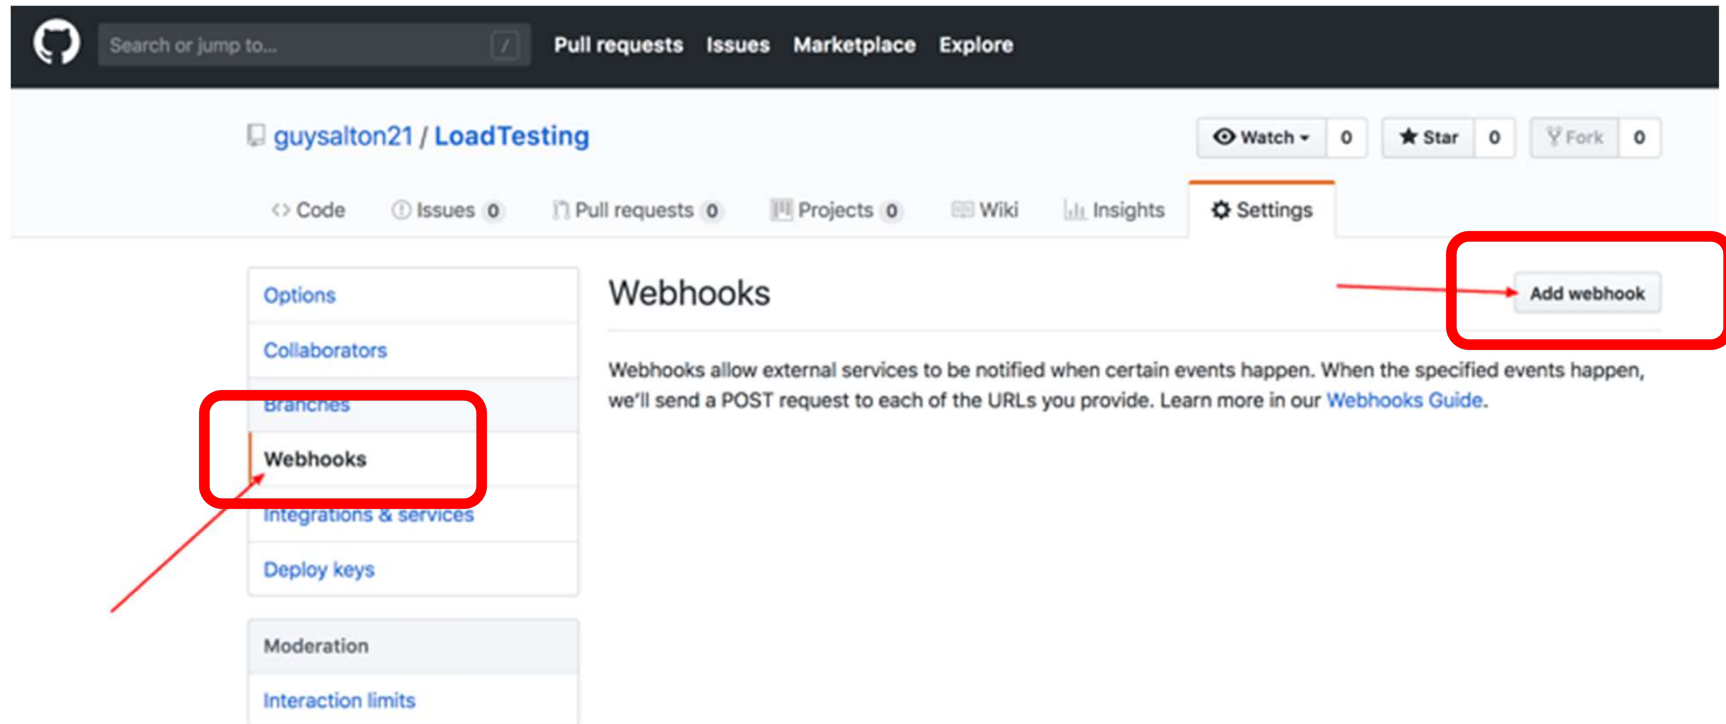 Search or jump to... /
Pull requests Issues Marketplace Explore
guysalton21 / LoadTesting
Watch 0 Star 0 Fork 0
<> Code Issues 0 Pull requests 0 Projects 0 Wiki Insights Settings
Options
Collaborators
Branches
Webhooks
Integrations & services
Deploy keys
Moderation
Interaction limits
Webhooks
Add webhook
Webhooks allow external services to be notified when certain events happen. When the specified events happen,
we'll send a POST request to each of the URLs you provide. Learn more in our Webhooks Guide.